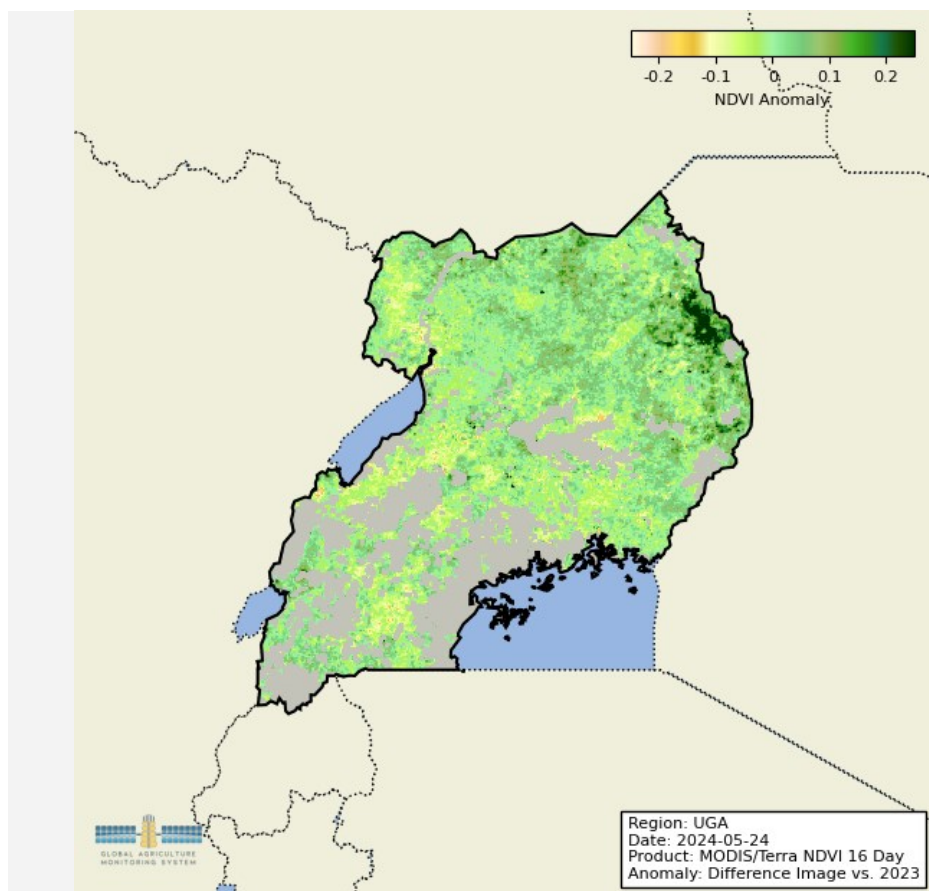 -0.2 -0.1 0 0.1 0.2
NDVI Anomaly
GLOBAL AGRICULTURE
MONITORING SYSTEM
Region: UGA
Date: 2024-05-24
Product: MODIS/Terra NDVI 16 Day
Anomaly: Difference Image vs. 2023